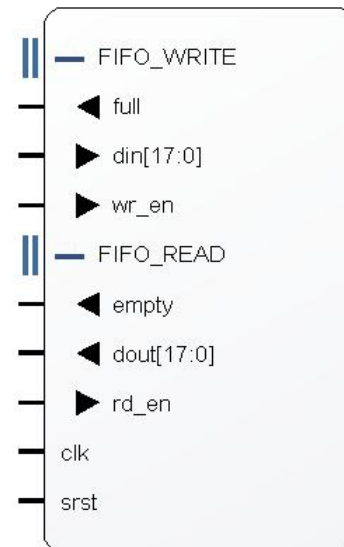 FIFO_WRITE
full
din[17:0]
wr_en
FIFO_READ
empty
dout[17:0]
rd_en
clk
srst